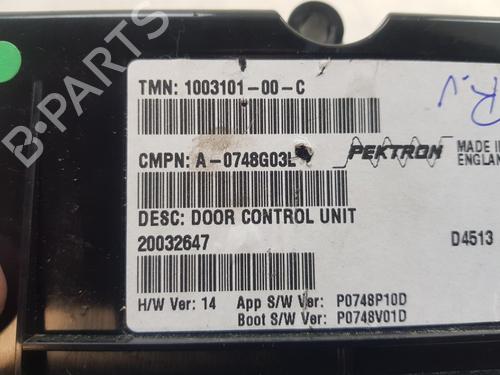 TMN: 1003101-00-C
CMPN: A-0748G03L
PEKTRON
MADE IN
ENGLAN
DESC: DOOR CONTROL UNIT
20032647
D4513
H/W Ver: 14 App S/W Ver: P0748P10D
Boot S/W Ver: P0748V01D
R.V
B-PARTS